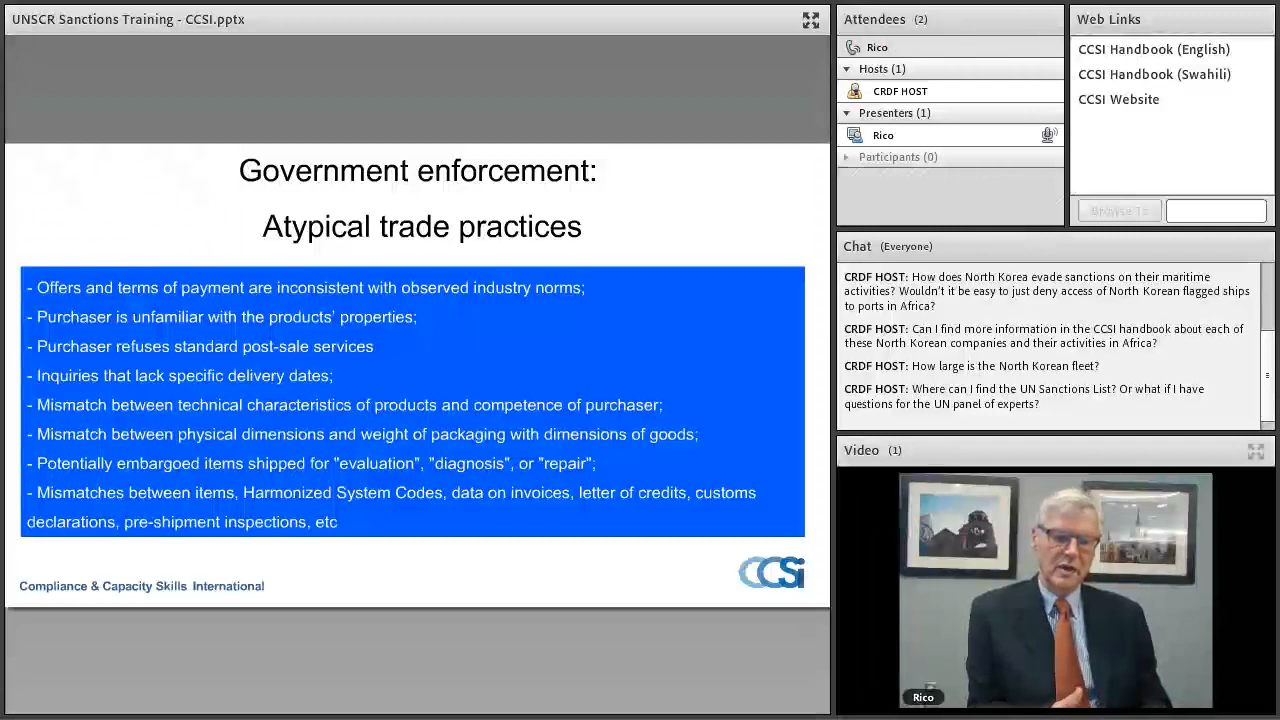 UNSCR Sanctions Training - CCSI.pptx
Government enforcement:
Atypical trade practices
- Offers and terms of payment are inconsistent with observed industry norms;
- Purchaser is unfamiliar with the products' properties;
- Purchaser refuses standard post-sale services
- Inquiries that lack specific delivery dates;
- Mismatch between technical characteristics of products and competence of purchaser;
- Mismatch between physical dimensions and weight of packaging with dimensions of goods;
- Potentially embargoed items shipped for "evaluation", "diagnosis", or "repair";
- Mismatches between items, Harmonized System Codes, data on invoices, letter of credits, customs
declarations, pre-shipment inspections, etc
Compliance & Capacity Skills International
CCSI
Attendees (2)
Rico
Hosts (1)
CRDF HOST
Presenters (1)
Rico
Participants (0)
Web Links
CCSI Handbook (English)
CCSI Handbook (Swahili)
CCSI Website
Browse To
Chat (Everyone)
CRDF HOST: How does North Korea evade sanctions on their maritime
activities? Wouldn't it be easy to just deny access of North Korean flagged ships
to ports in Africa?
CRDF HOST: Can I find more information in the CCSI handbook about each of
these North Korean companies and their activities in Africa?
CRDF HOST: How large is the North Korean fleet?
CRDF HOST: Where can I find the UN Sanctions List? Or what if I have
questions for the UN panel of experts?
Video (1)
Rico